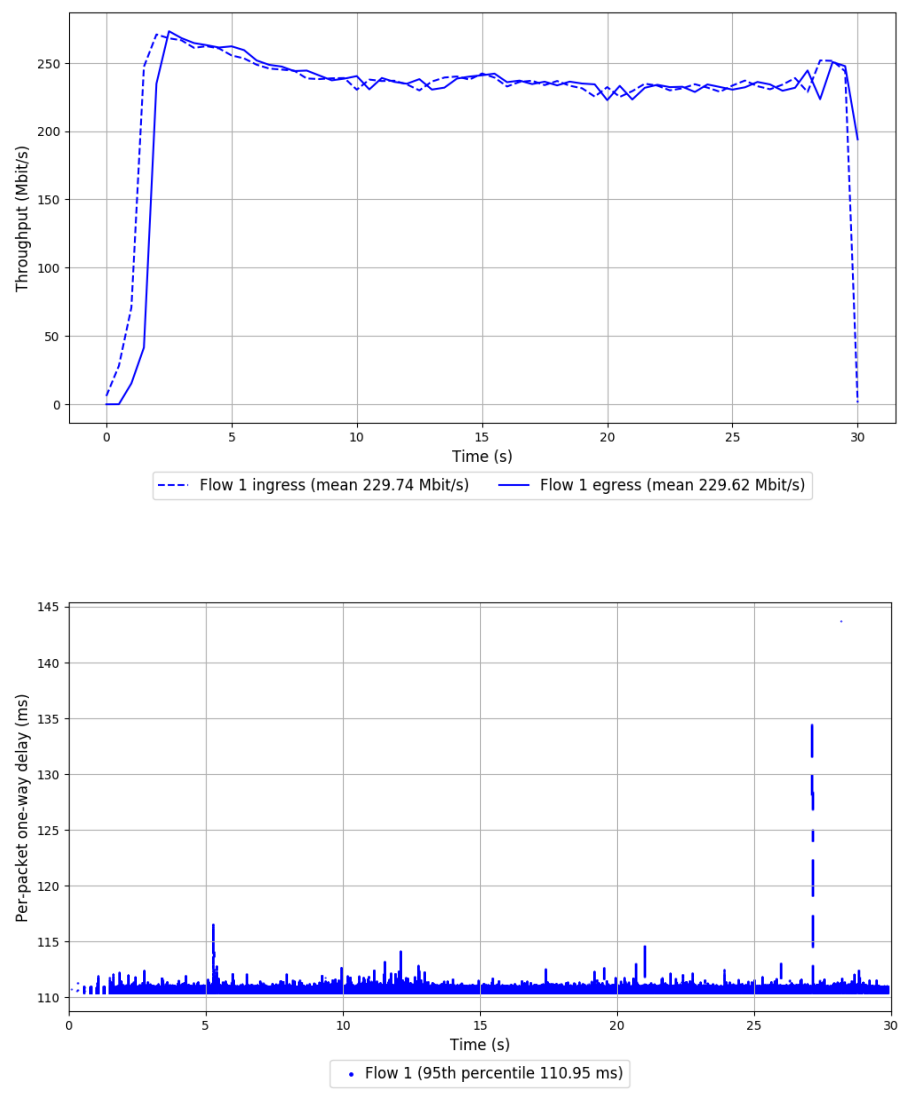 250
200
150
100
50
0
Throughput (Mbit/s)
0 5 10 15 20 25 30
Time (s)
Flow 1 ingress (mean 229.74 Mbit/s) Flow 1 egress (mean 229.62 Mbit/s)
145
140
135
130
125
120
115
110
Per-packet one-way delay (ms)
0 5 10 15 20 25 30
Time (s)
Flow 1 (95th percentile 110.95 ms)